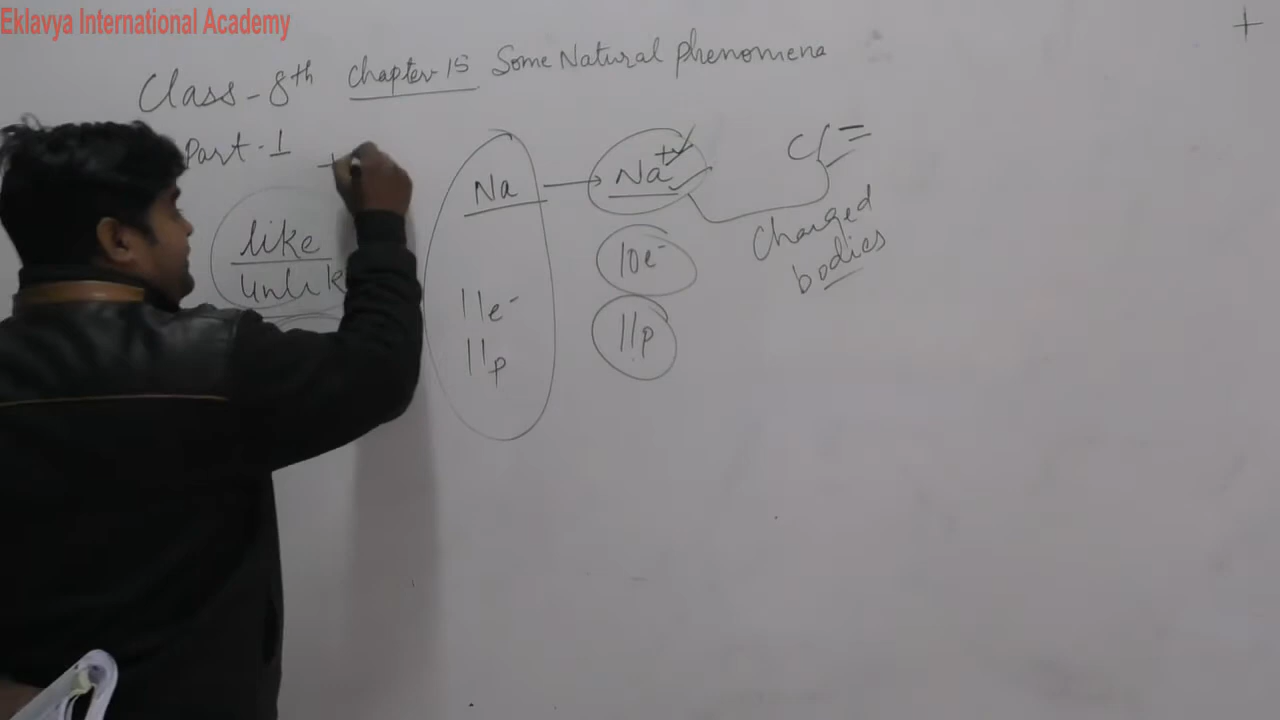 Eklavya International Academy
+
Class - 8th Chapter-15 Some Natural Phenomena
Part - 1
+
like
Na → Na+
Cl-
Charged
bodies
10e-
11e-
11p
11p